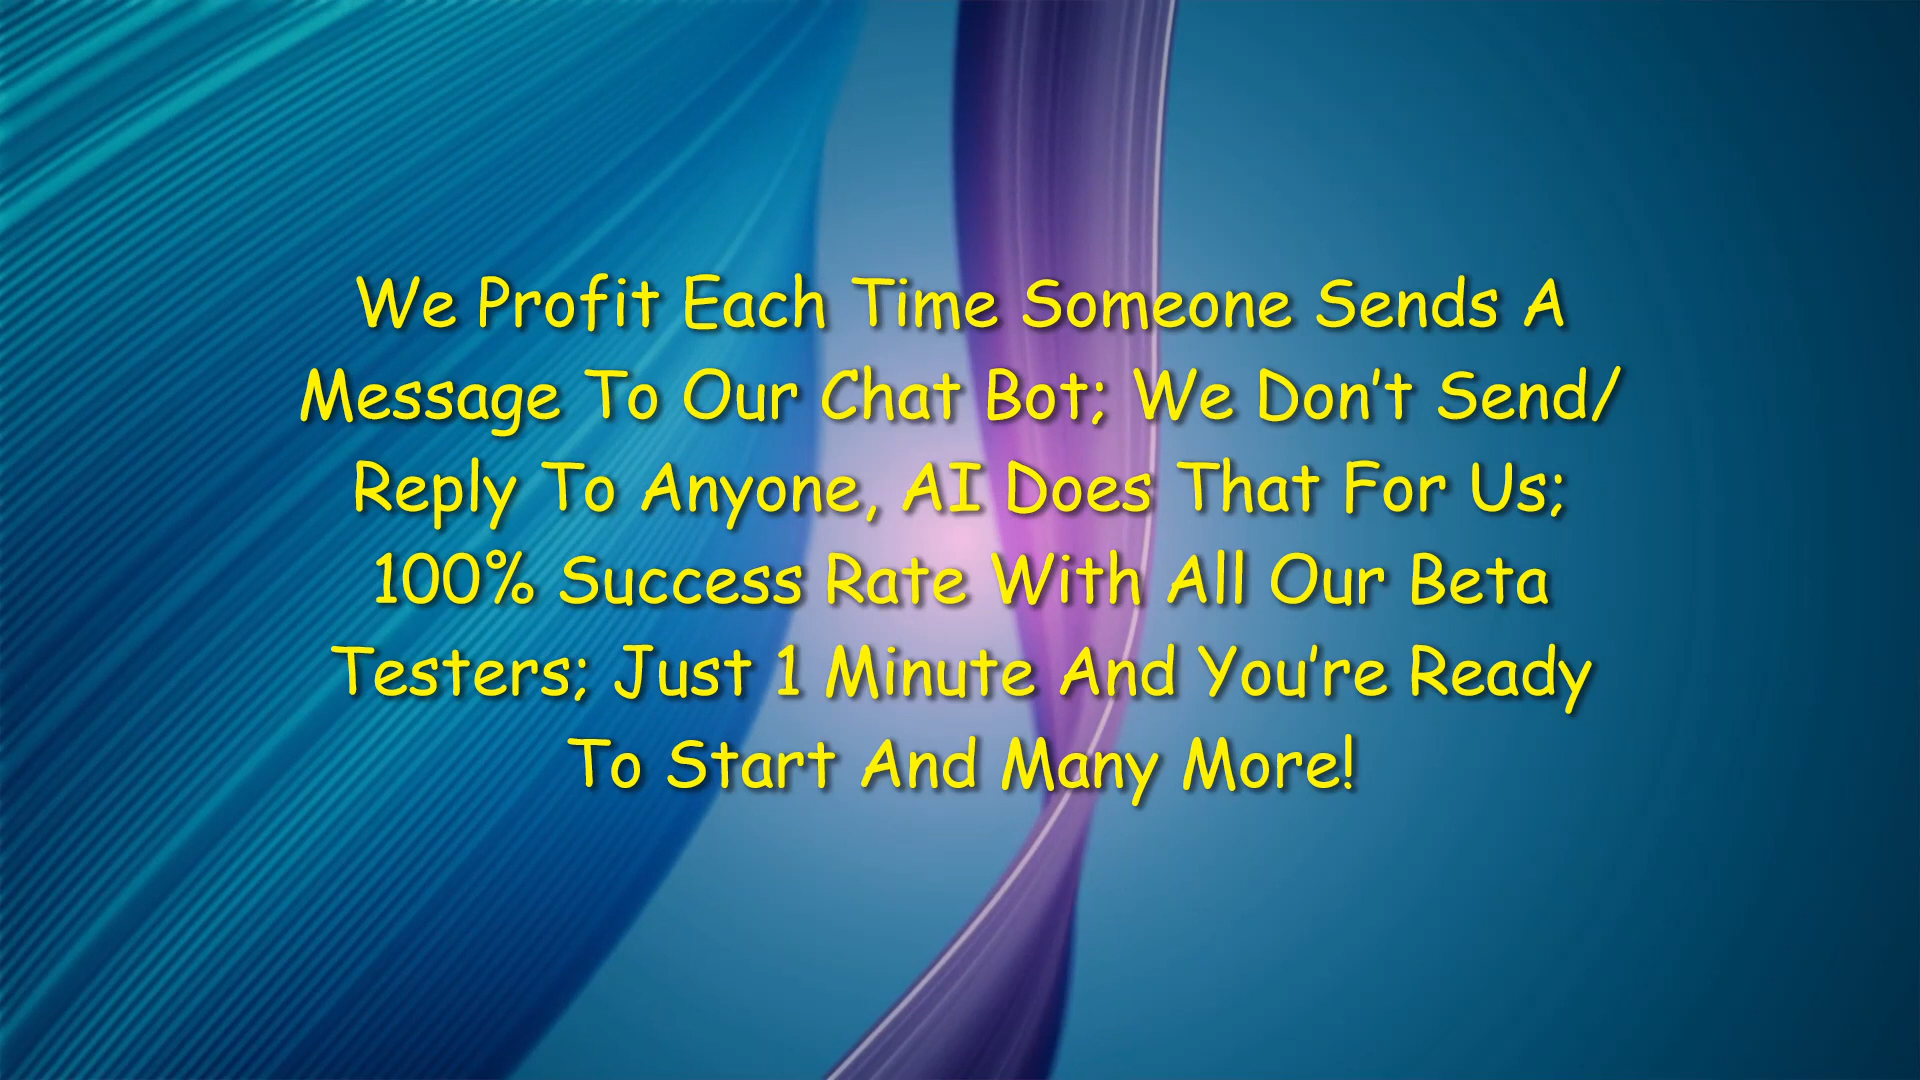 We Profit Each Time Someone Sends A
Message To Our Chat Bot; We Don’t Send/
Reply To Anyone, AI Does That For Us;
100% Success Rate With All Our Beta
Testers; Just 1 Minute And You’re Ready
To Start And Many More!